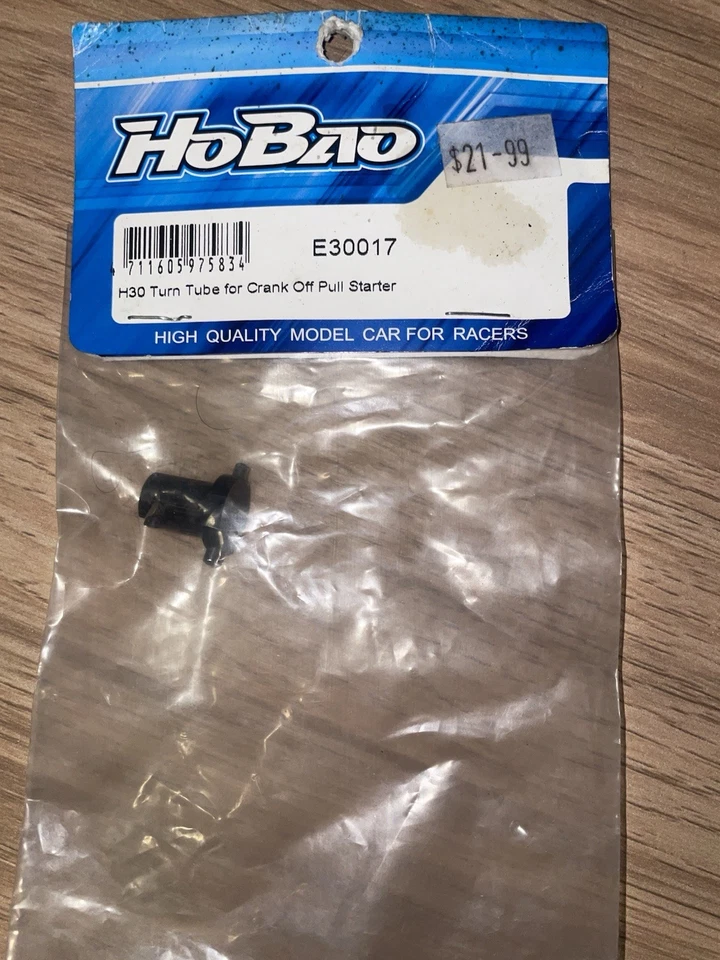 HOBAO
$21-99
E30017
4 711605 975834
H30 Turn Tube for Crank Off Pull Starter
HIGH QUALITY MODEL CAR FOR RACERS